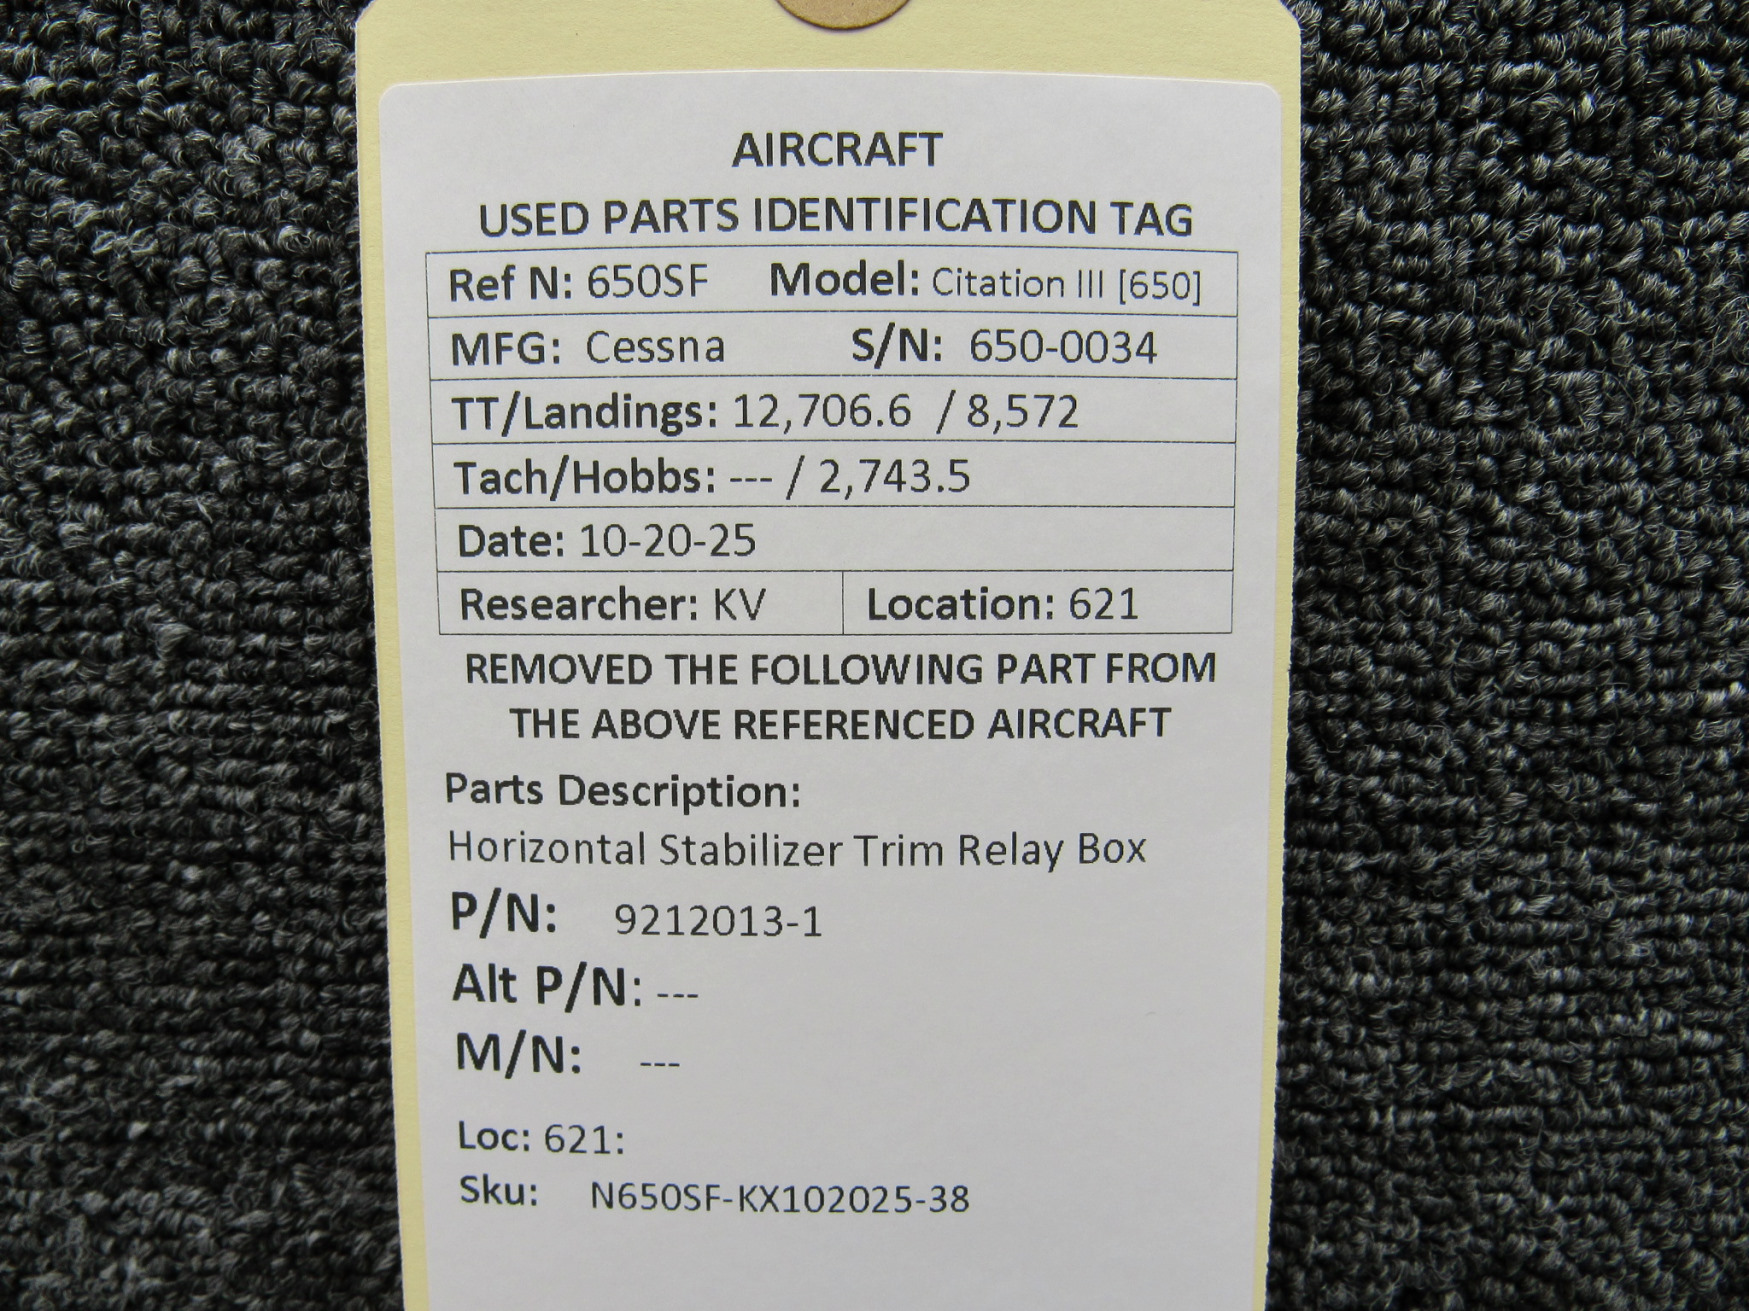 AIRCRAFT
USED PARTS IDENTIFICATION TAG
Ref N: 650SF Model: Citation III [650]
MFG: Cessna S/N: 650-0034
TT/Landings: 12,706.6 / 8,572
Tach/Hobbs: --- / 2,743.5
Date: 10-20-25
Researcher: KV Location: 621
REMOVED THE FOLLOWING PART FROM
THE ABOVE REFERENCED AIRCRAFT
Parts Description:
Horizontal Stabilizer Trim Relay Box
P/N: 9212013-1
Alt P/N: ---
M/N: ---
Loc: 621:
Sku: N650SF-KX102025-38